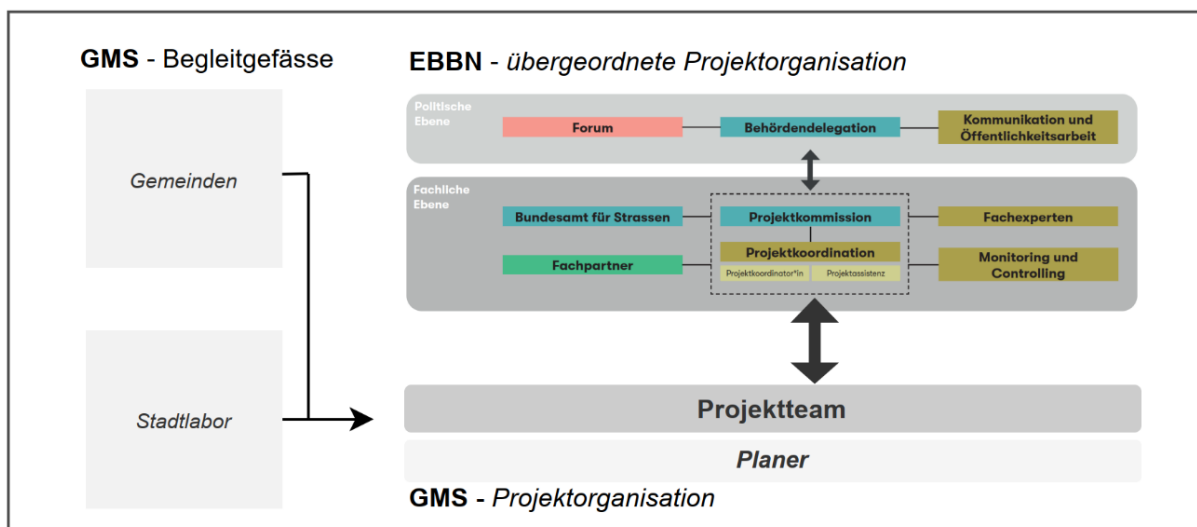 GMS - Begleitgefässe
Gemeinden
Stadtlabor
EBBN - übergeordnete Projektorganisation
Politische
Ebene
Forum
Behördendelegation
Kommunikation und
Öffentlichkeitsarbeit
Fachliche
Ebene
Bundesamt für Strassen
Projektkommission
Fachexperten
Fachpartner
Projektkoordination
Projektkoordinator*in
Projektassistenz
Monitoring und
Controlling
Projektteam
Planer
GMS - Projektorganisation